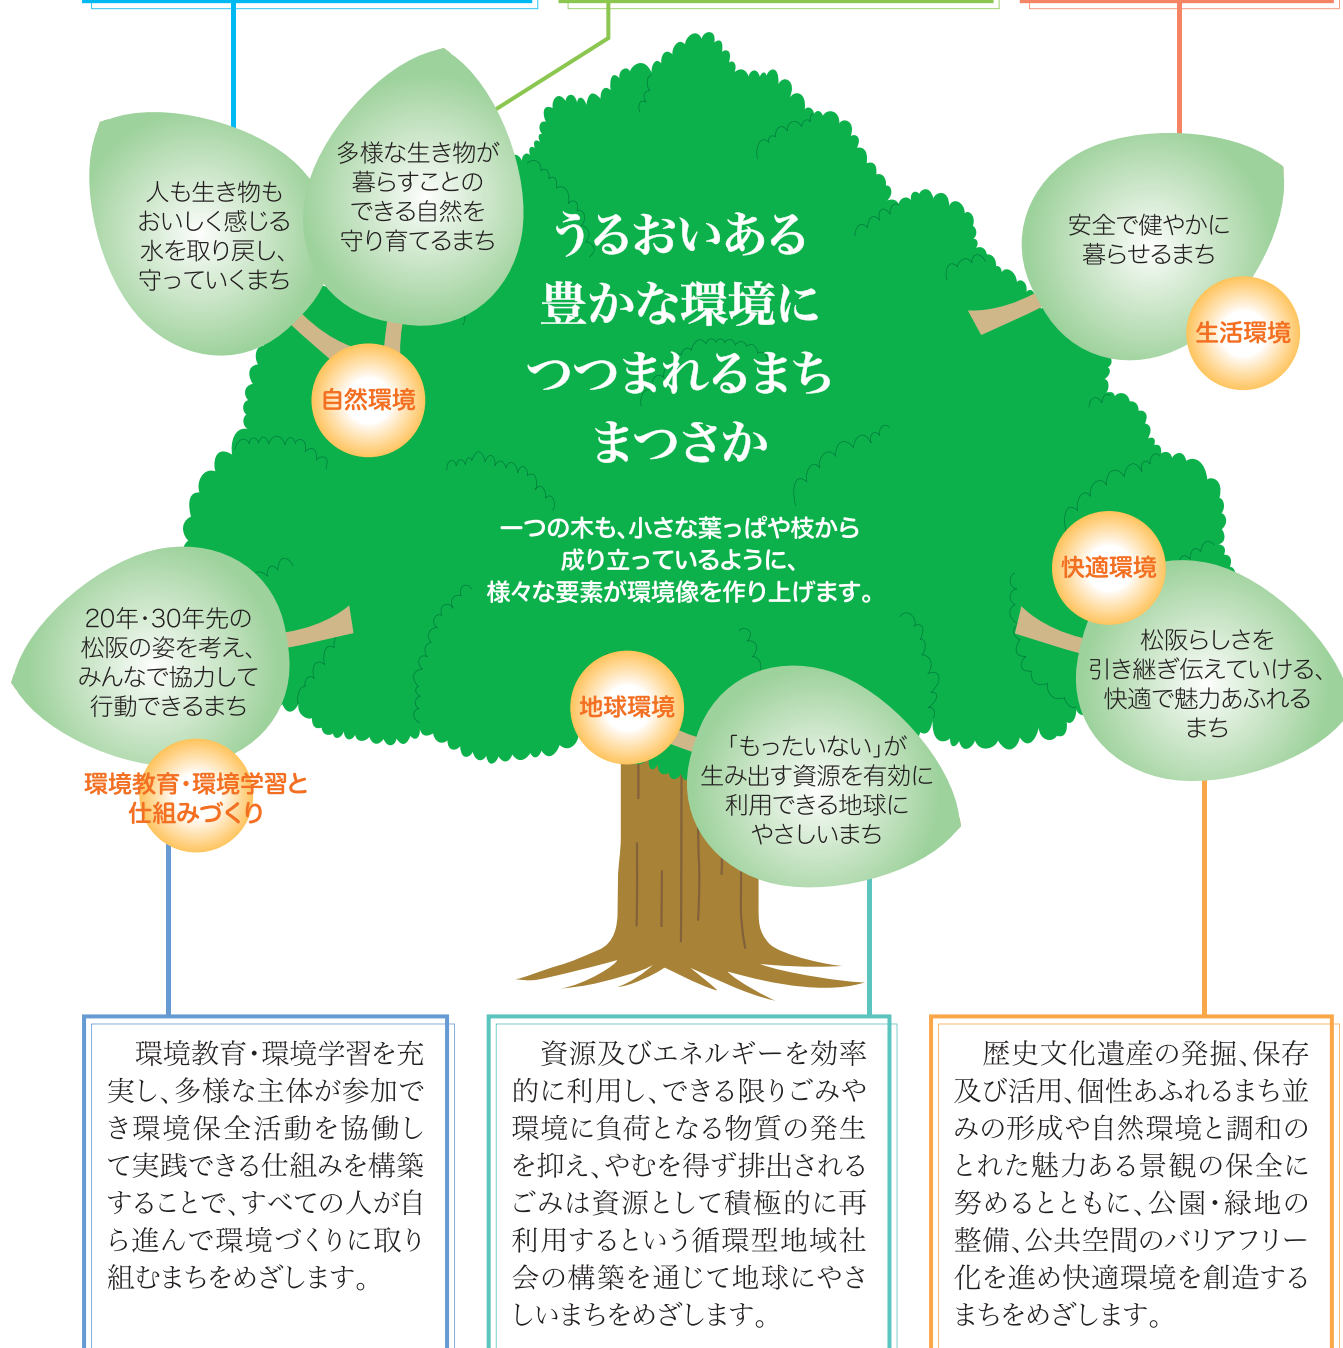 人も生き物も
おいしく感じる
水を取り戻し、
守っていくまち
多様な生き物が
暮らすことの
できる自然を
守り育てるまち
自然環境
うるおいある
豊かな環境に
つつまれるまち
まつさか
一つの木も、小さな葉っぱや枝から
成り立っているように、
様々な要素が環境像を作り上げます。
安全で健やかに
暮らせるまち
生活環境
快適環境
松阪らしさを
引き継ぎ伝えていける、
快適で魅力あふれる
まち
20年・30年先の
松阪の姿を考え、
みんなで協力して
行動できるまち
環境教育・環境学習と
仕組みづくり
地球環境
「もったいない」が
生み出す資源を有効に
利用できる地球に
やさしいまち
環境教育・環境学習を充
実し、多様な主体が参加で
き環境保全活動を協働し
て実践できる仕組みを構築
することで、すべての人が自
ら進んで環境づくりに取り
組むまちをめざします。
資源及びエネルギーを効率
的に利用し、できる限りごみや
環境に負荷となる物質の発生
を抑え、やむを得ず排出される
ごみは資源として積極的に再
利用するという循環型地域社
会の構築を通じて地球にやさ
しいまちをめざします。
歴史文化遺産の発掘、保存
及び活用、個性あふれるまち並
みの形成や自然環境と調和の
とれた魅力ある景観の保全に
努めるとともに、公園・緑地の
整備、公共空間のバリアフリー
化を進め快適環境を創造する
まちをめざします。